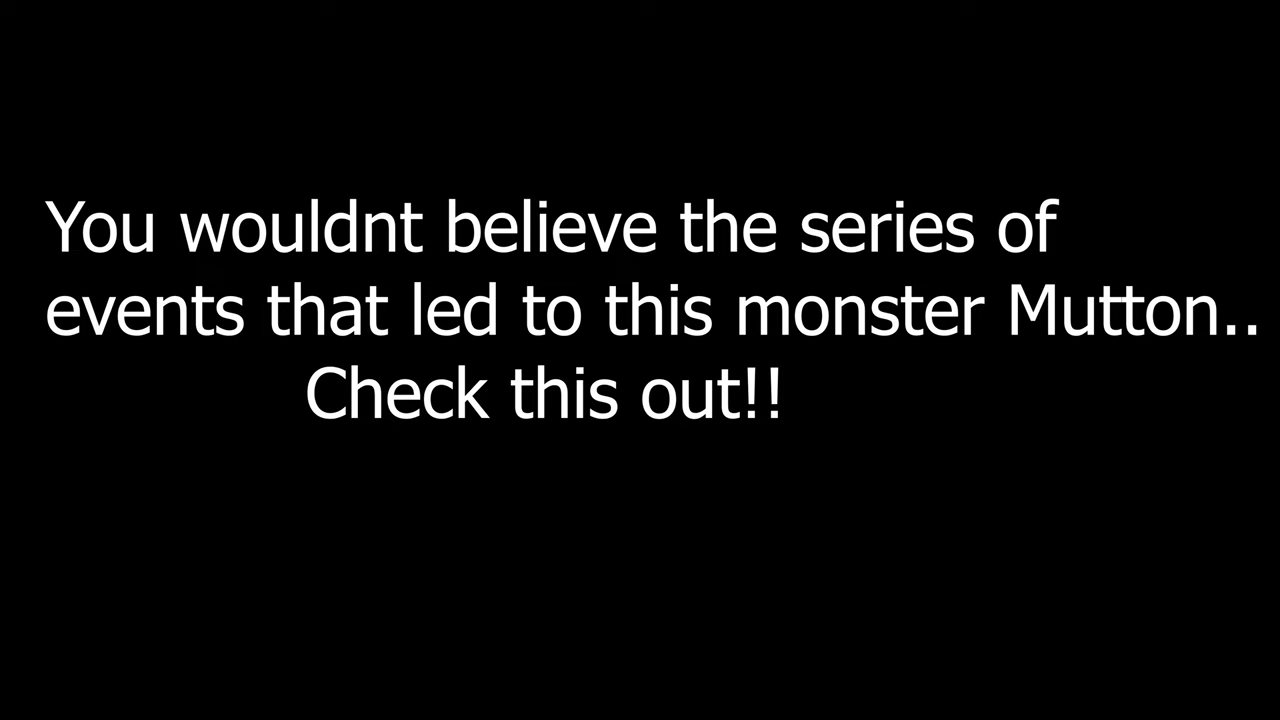 You wouldnt believe the series of
events that led to this monster Mutton..
Check this out!!